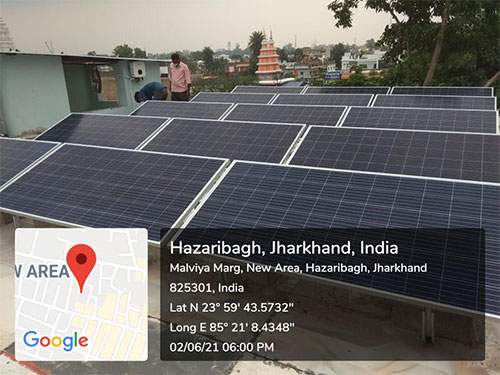 W AREA
Google
Hazaribagh, Jharkhand, India
Malviya Marg, New Area, Hazaribagh, Jharkhand
825301, India
Lat N 23° 59' 43.5732"
Long E 85° 21' 8.4348"
02/06/21 06:00 PM